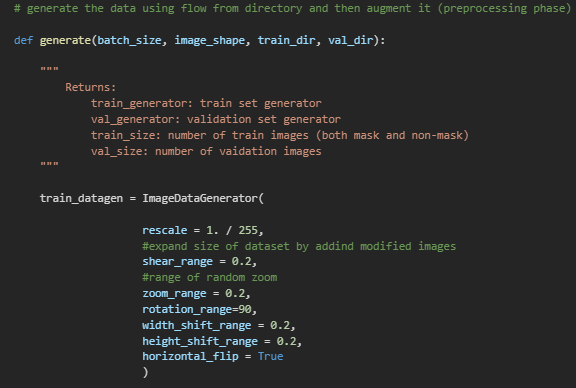 # generate the data using flow from directory and then augment it (preprocessing phase)
def generate(batch_size, image_shape, train_dir, val_dir):
"""
Returns:
train_generator: train set generator
val_generator: validation set generator
train_size: number of train images (both mask and non-mask)
val_size: number of vaidation images
"""
train_datagen = ImageDataGenerator(
rescale = 1. / 255,
#expand size of dataset by addind modified images
shear_range = 0.2,
#range of random zoom
zoom_range = 0.2,
rotation_range=90,
width_shift_range = 0.2,
height_shift_range = 0.2,
horizontal_flip = True
)